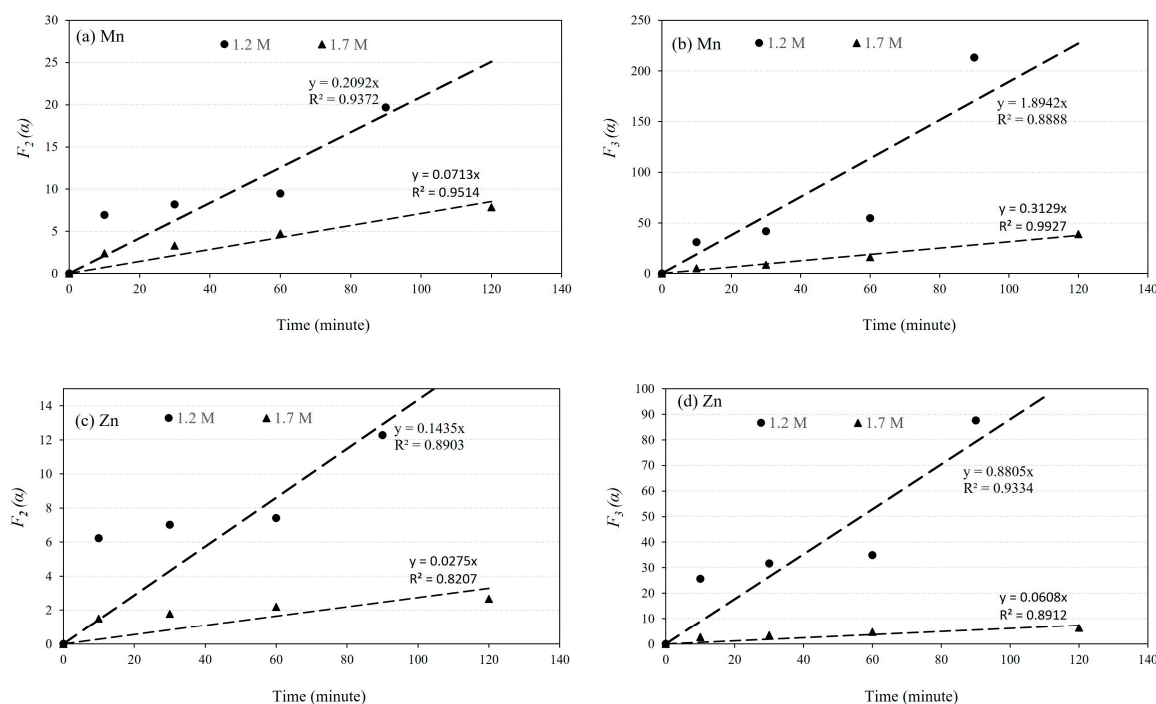 (a) Mn
1.2 M
1.7 M
y = 0.2092x
R² = 0.9372
y = 0.0713x
R² = 0.9514
F₂ (α)
30
25
20
15
10
5
0
0 20 40 60 80 100 120 140
Time (minute)
(b) Mn
1.2 M
1.7 M
y = 1.8942x
R² = 0.8888
y = 0.3129x
R² = 0.9927
F₃ (α)
250
200
150
100
50
0
0 20 40 60 80 100 120 140
Time (minute)
(c) Zn
1.2 M
1.7 M
y = 0.1435x
R² = 0.8903
y = 0.0275x
R² = 0.8207
F₂ (α)
14
12
10
8
6
4
2
0
0 20 40 60 80 100 120 140
Time (minute)
(d) Zn
1.2 M
1.7 M
y = 0.8805x
R² = 0.9334
y = 0.0608x
R² = 0.8912
F₃ (α)
100
90
80
70
60
50
40
30
20
10
0
0 20 40 60 80 100 120 140
Time (minute)